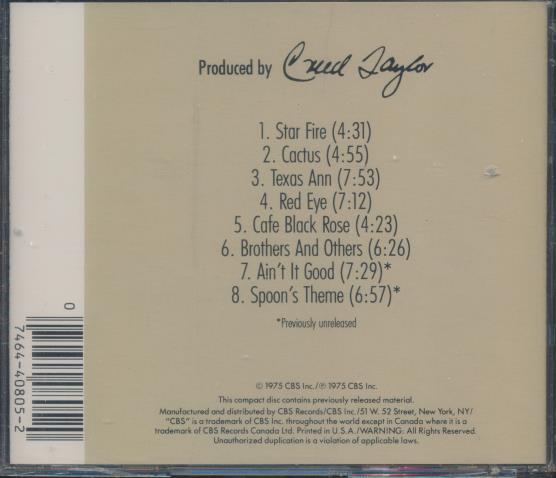 Produced by Creed Taylor
1. Star Fire (4:31)
2. Cactus (4:55)
3. Texas Ann (7:53)
4. Red Eye (7:12)
5. Cafe Black Rose (4:23)
6. Brothers And Others (6:26)
7. Ain't It Good (7:29)*
8. Spoon's Theme (6:57)*
*Previously unreleased
© 1975 CBS Inc./℗ 1975 CBS Inc.
This compact disc contains previously released material.
Manufactured and distributed by CBS Records/CBS Inc./51 W. 52 Street, New York, NY/
"CBS" is a trademark of CBS Inc. throughout the world except in Canada where it is a
trademark of CBS Records Canada Ltd. Printed in U.S.A./WARNING: All Rights Reserved.
Unauthorized duplication is a violation of applicable laws.
0
7464-40805-2